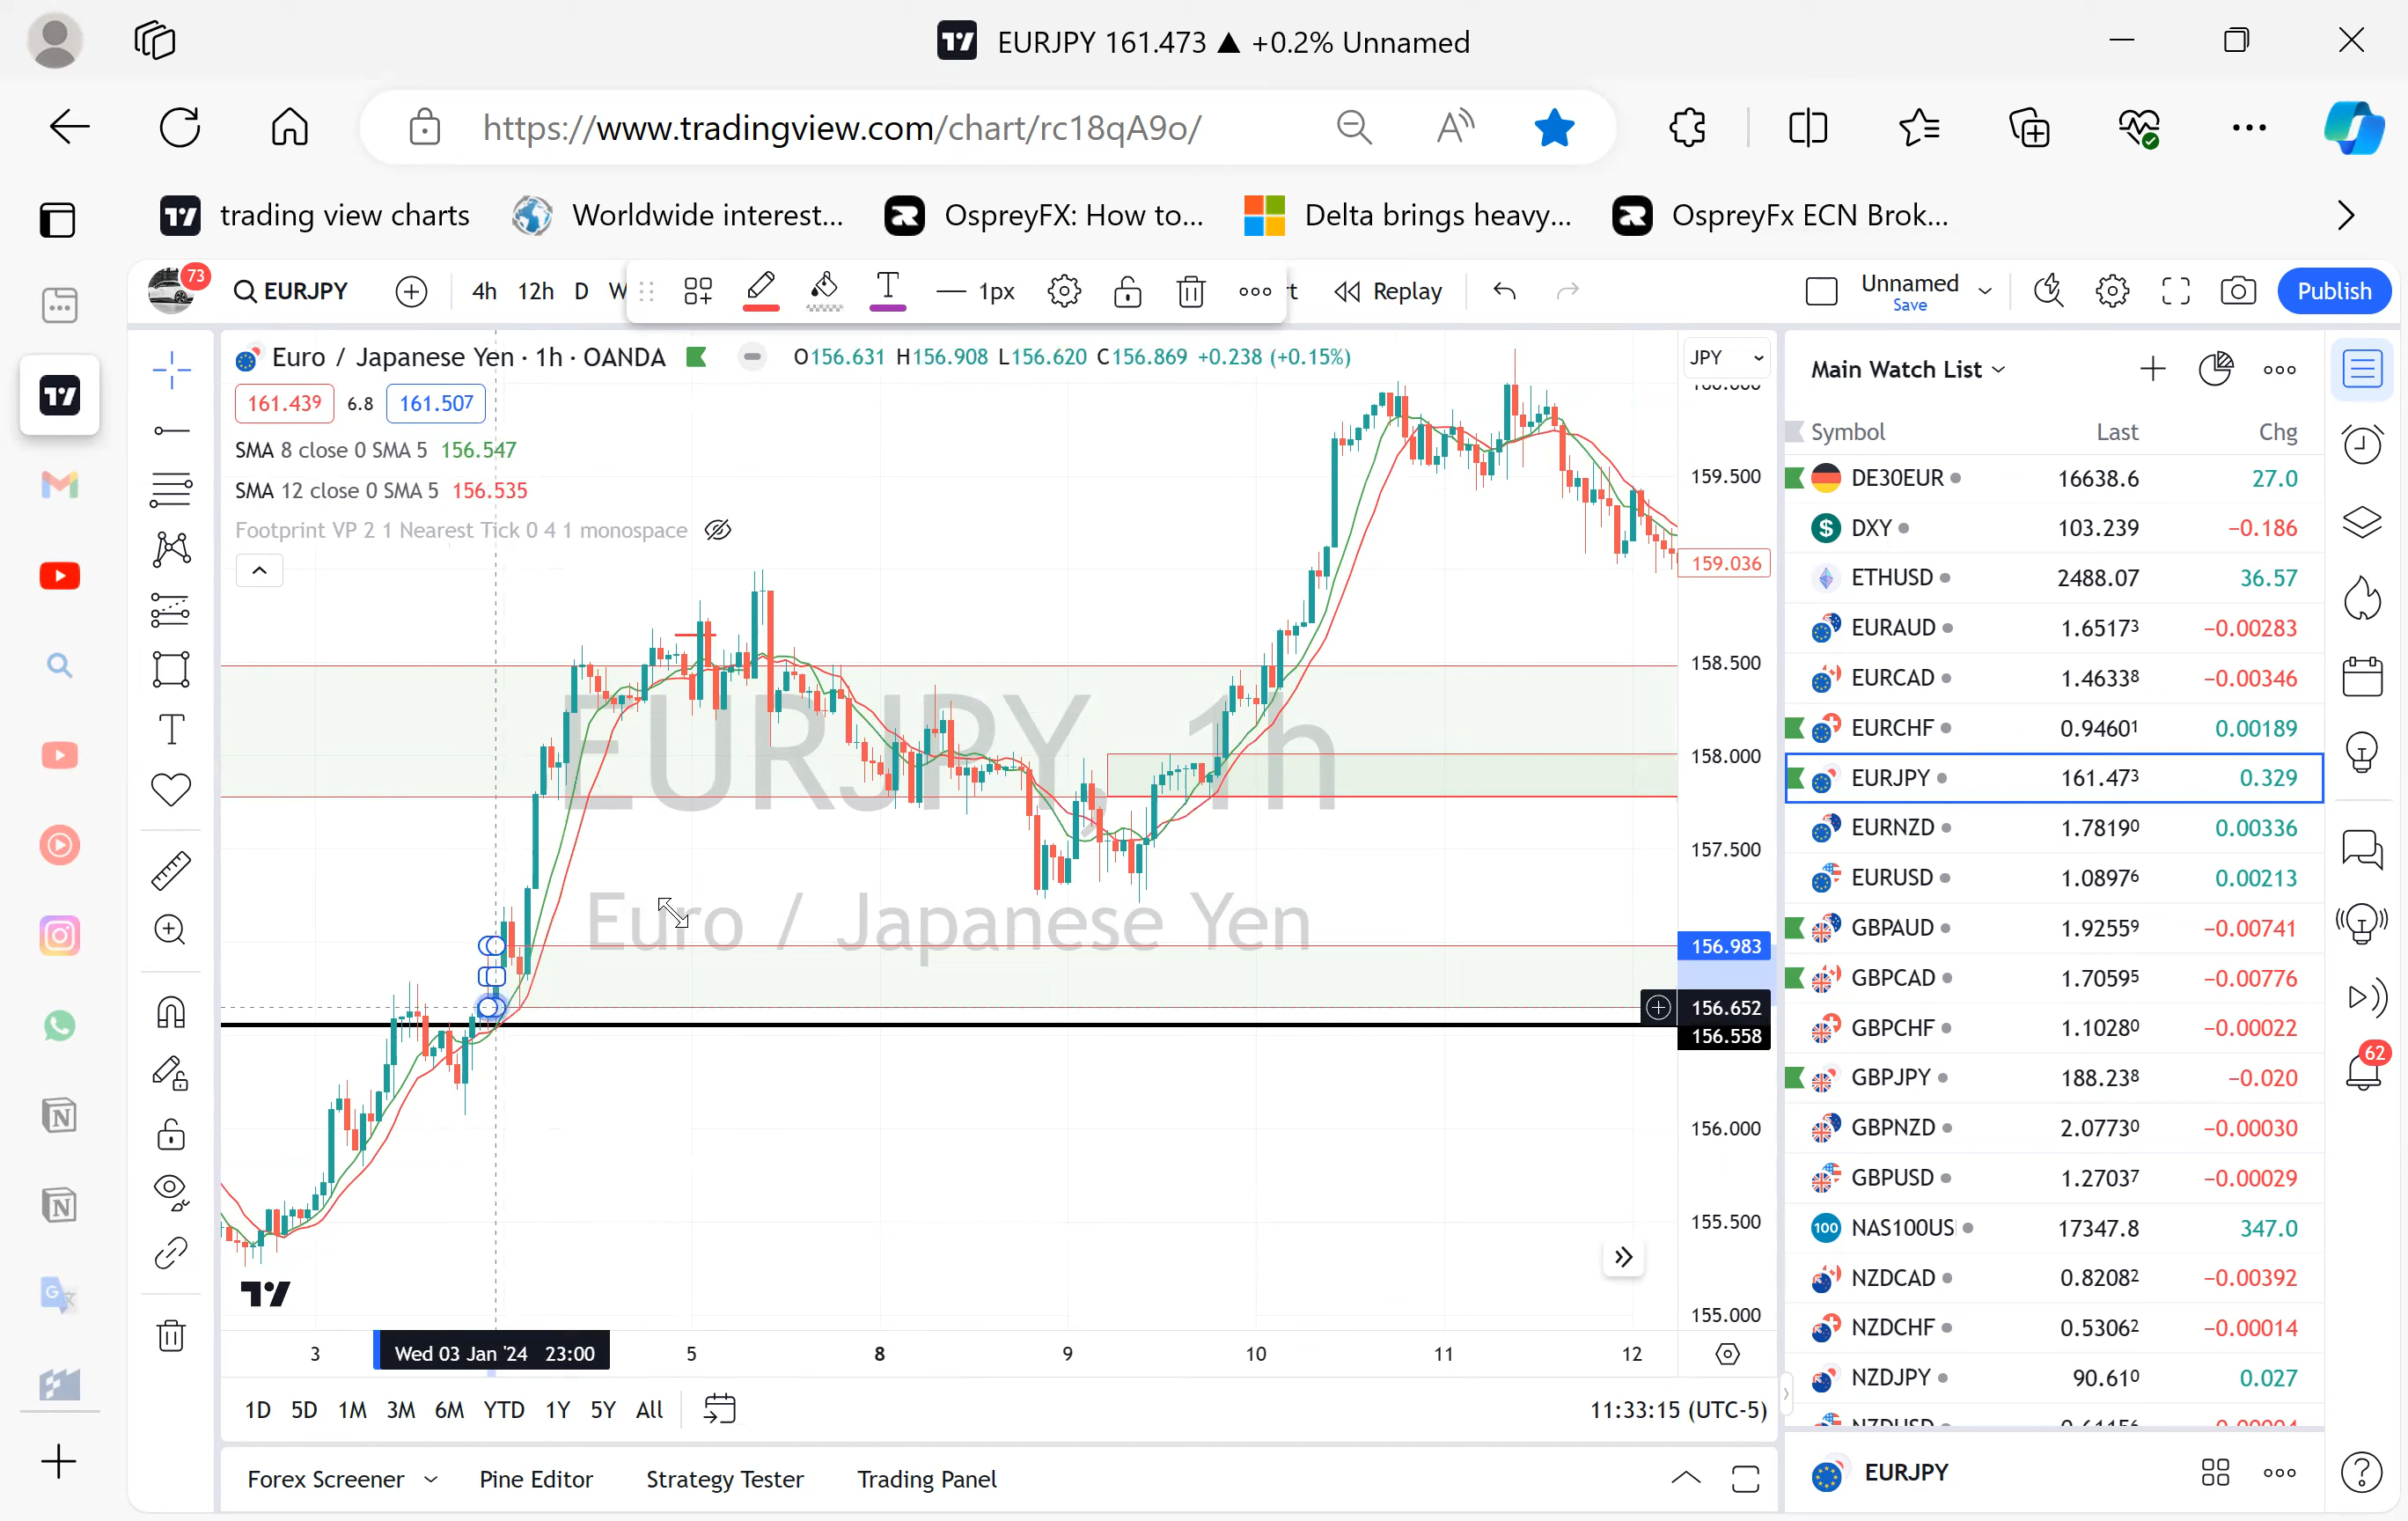 EURJPY 161.473 ▲ +0.2% Unnamed
https://www.tradingview.com/chart/rc18qA9o/
trading view charts
Worldwide interest...
OspreyFX: How to...
Delta brings heavy...
OspreyFx ECN Brok...
73
EURJPY
4h 12h D W
1px
t
Replay
Unnamed
Save
Publish
Euro / Japanese Yen · 1h · OANDA
O156.631 H156.908 L156.620 C156.869 +0.238 (+0.15%)
JPY
161.439 6.8 161.507
SMA 8 close 0 SMA 5 156.547
SMA 12 close 0 SMA 5 156.535
Footprint VP 2 1 Nearest Tick 0 4 1 monospace
EURJPY, 1h
Euro / Japanese Yen
159.500
159.036
158.500
158.000
157.500
156.983
156.652
156.558
156.000
155.500
155.000
3
Wed 03 Jan '24 23:00
5
8
9
10
11
12
1D 5D 1M 3M 6M YTD 1Y 5Y All
11:33:15 (UTC-5)
Forex Screener
Pine Editor
Strategy Tester
Trading Panel
Main Watch List
Symbol Last Chg
DE30EUR 16638.6 27.0
DXY 103.239 −0.186
ETHUSD 2488.07 36.57
EURAUD 1.65173 −0.00283
EURCAD 1.46338 −0.00346
EURCHF 0.94601 0.00189
EURJPY 161.473 0.329
EURNZD 1.78190 0.00336
EURUSD 1.08976 0.00213
GBPAUD 1.92559 −0.00741
GBPCAD 1.70595 −0.00776
GBPCHF 1.10280 −0.00022
GBPJPY 188.238 −0.020
GBPNZD 2.07730 −0.00030
GBPUSD 1.27037 −0.00029
100 NAS100US 17347.8 347.0
NZDCAD 0.82082 −0.00392
NZDCHF 0.53062 −0.00014
NZDJPY 90.610 0.027
EURJPY
62